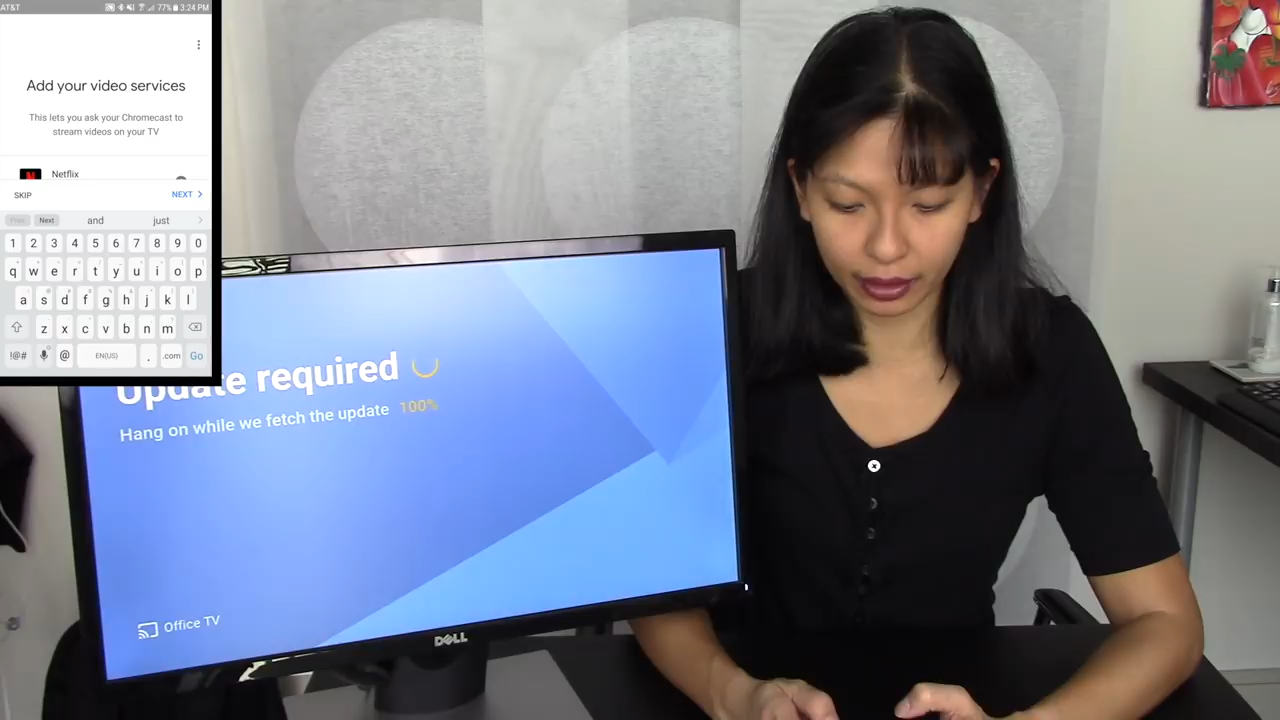 AT&T 77% 3:24 PM
Add your video services
This lets you ask your Chromecast to
stream videos on your TV
N Netflix
SKIP NEXT
Prev Next and just
1 2 3 4 5 6 7 8 9 0
q w e r t y u i o p
a s d f g h j k l
z x c v b n m
!@# @ EN(US) . .com Go
Update required
Hang on while we fetch the update 100%
Office TV
DELL